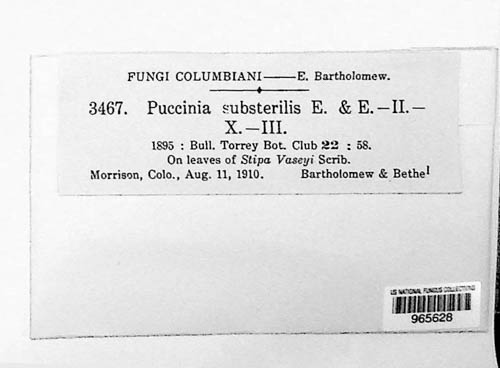 FUNGI COLUMBIANI——E. Bartholomew.
3467. Puccinia substerilis E. & E.—II.—
X.—III.
1895 : Bull. Torrey Bot. Club 22 : 58.
On leaves of Stipa Vaseyi Scrib.
Morrison, Colo., Aug. 11, 1910. Bartholomew & Bethel
US NATIONAL FUNGUS COLLECTIONS
965628